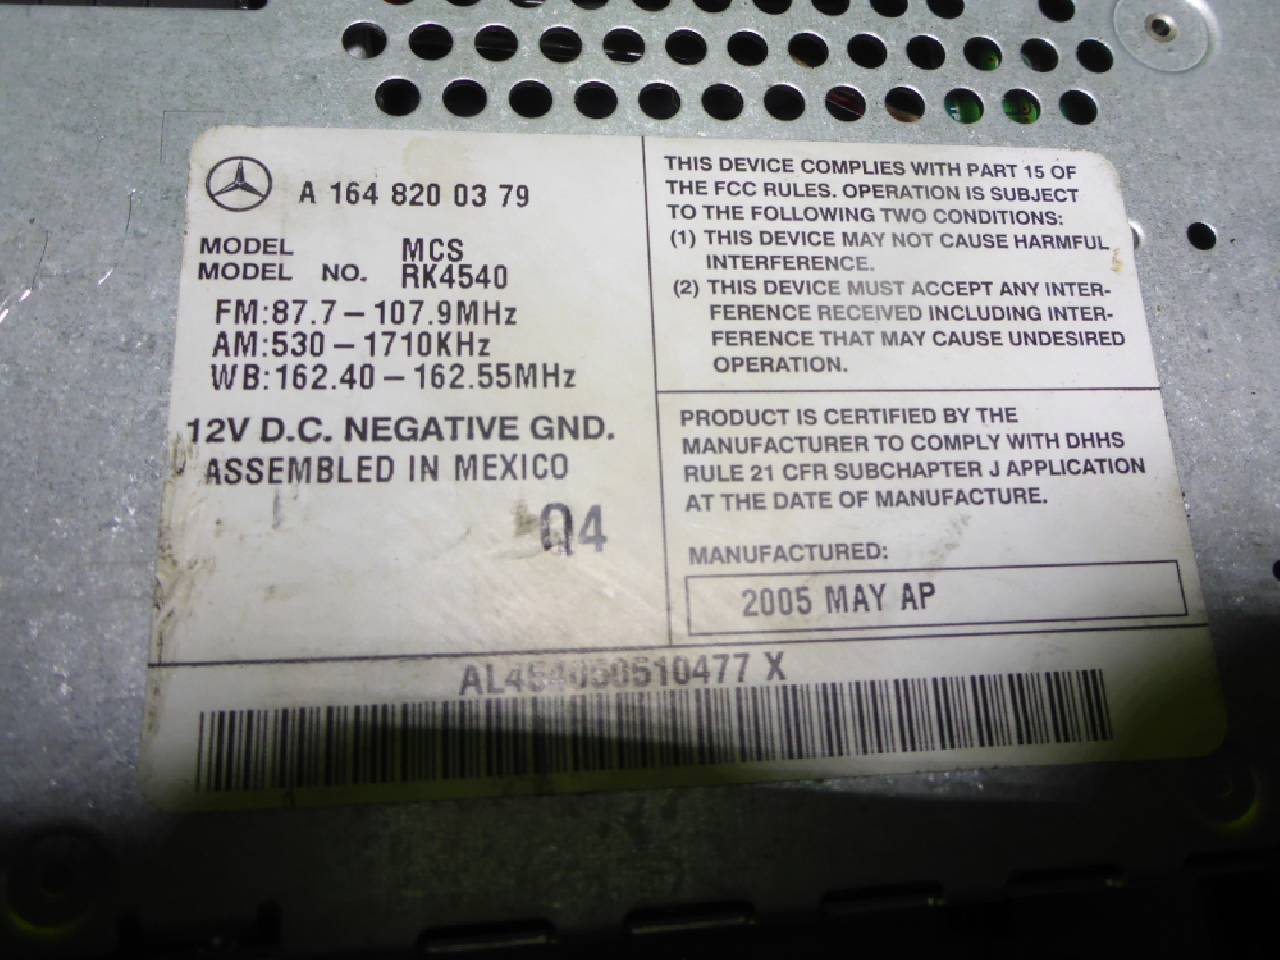 A 164 820 03 79
MODEL MCS
MODEL NO. RK4540
FM:87.7-107.9MHz
AM:530-1710KHz
WB:162.40-162.55MHz
12V D.C. NEGATIVE GND.
ASSEMBLED IN MEXICO
Q4
THIS DEVICE COMPLIES WITH PART 15 OF
THE FCC RULES. OPERATION IS SUBJECT
TO THE FOLLOWING TWO CONDITIONS:
(1) THIS DEVICE MAY NOT CAUSE HARMFUL
INTERFERENCE.
(2) THIS DEVICE MUST ACCEPT ANY INTER-
FERENCE RECEIVED INCLUDING INTER-
FERENCE THAT MAY CAUSE UNDESIRED
OPERATION.
PRODUCT IS CERTIFIED BY THE
MANUFACTURER TO COMPLY WITH DHHS
RULE 21 CFR SUBCHAPTER J APPLICATION
AT THE DATE OF MANUFACTURE.
MANUFACTURED:
2005 MAY AP
AL454050510477 X